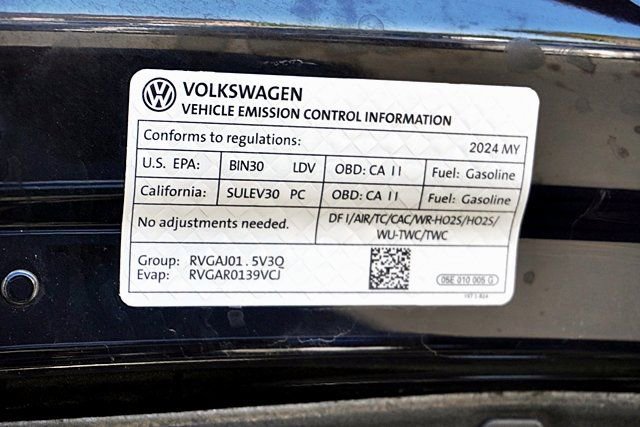 VOLKSWAGEN
VEHICLE EMISSION CONTROL INFORMATION
Conforms to regulations: 2024 MY
U.S. EPA: BIN30 LDV OBD: CA II Fuel: Gasoline
California: SULEV30 PC OBD: CA II Fuel: Gasoline
No adjustments needed. DFI/AIR/TC/CAC/WR-HO2S/HO2S/
WU-TWC/TWC
Group: RVGAJ01.5V3Q
Evap: RVGAR0139VCJ
05E 010 005 G